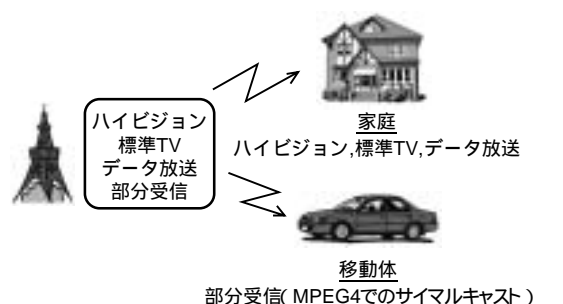 ハイビジョン
標準TV
データ放送
部分受信
家庭
ハイビジョン,標準TV,データ放送
移動体
部分受信( MPEG4でのサイマルキャスト )